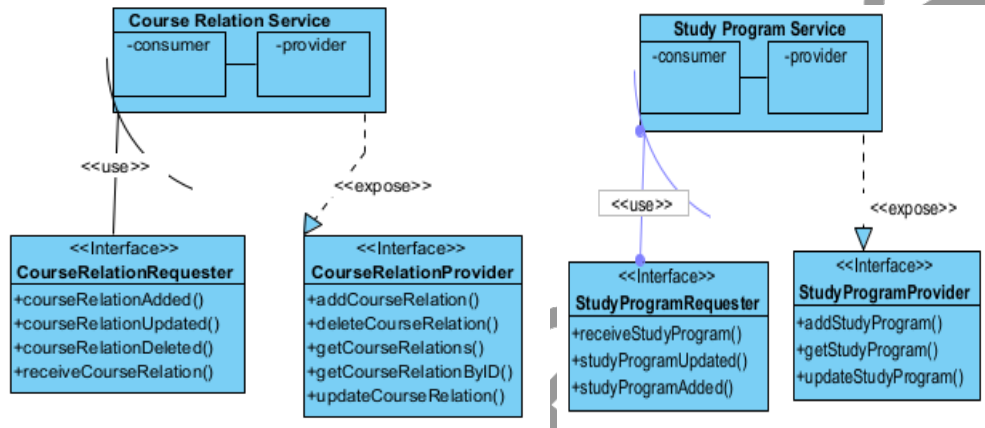 Course Relation Service
-consumer
-provider
<<use>>
<<expose>>
<<Interface>>
CourseRelationRequester
+courseRelationAdded()
+courseRelationUpdated()
+courseRelationDeleted()
+receiveCourseRelation()
<<Interface>>
CourseRelationProvider
+addCourseRelation()
+deleteCourseRelation()
+getCourseRelations()
+getCourseRelationByID()
+updateCourseRelation()
Study Program Service
-consumer
-provider
<<use>>
<<expose>>
<<Interface>>
StudyProgramRequester
+receiveStudyProgram()
+studyProgramUpdated()
+studyProgramAdded()
<<Interface>>
StudyProgramProvider
+addStudyProgram()
+getStudyProgram()
+updateStudyProgram()